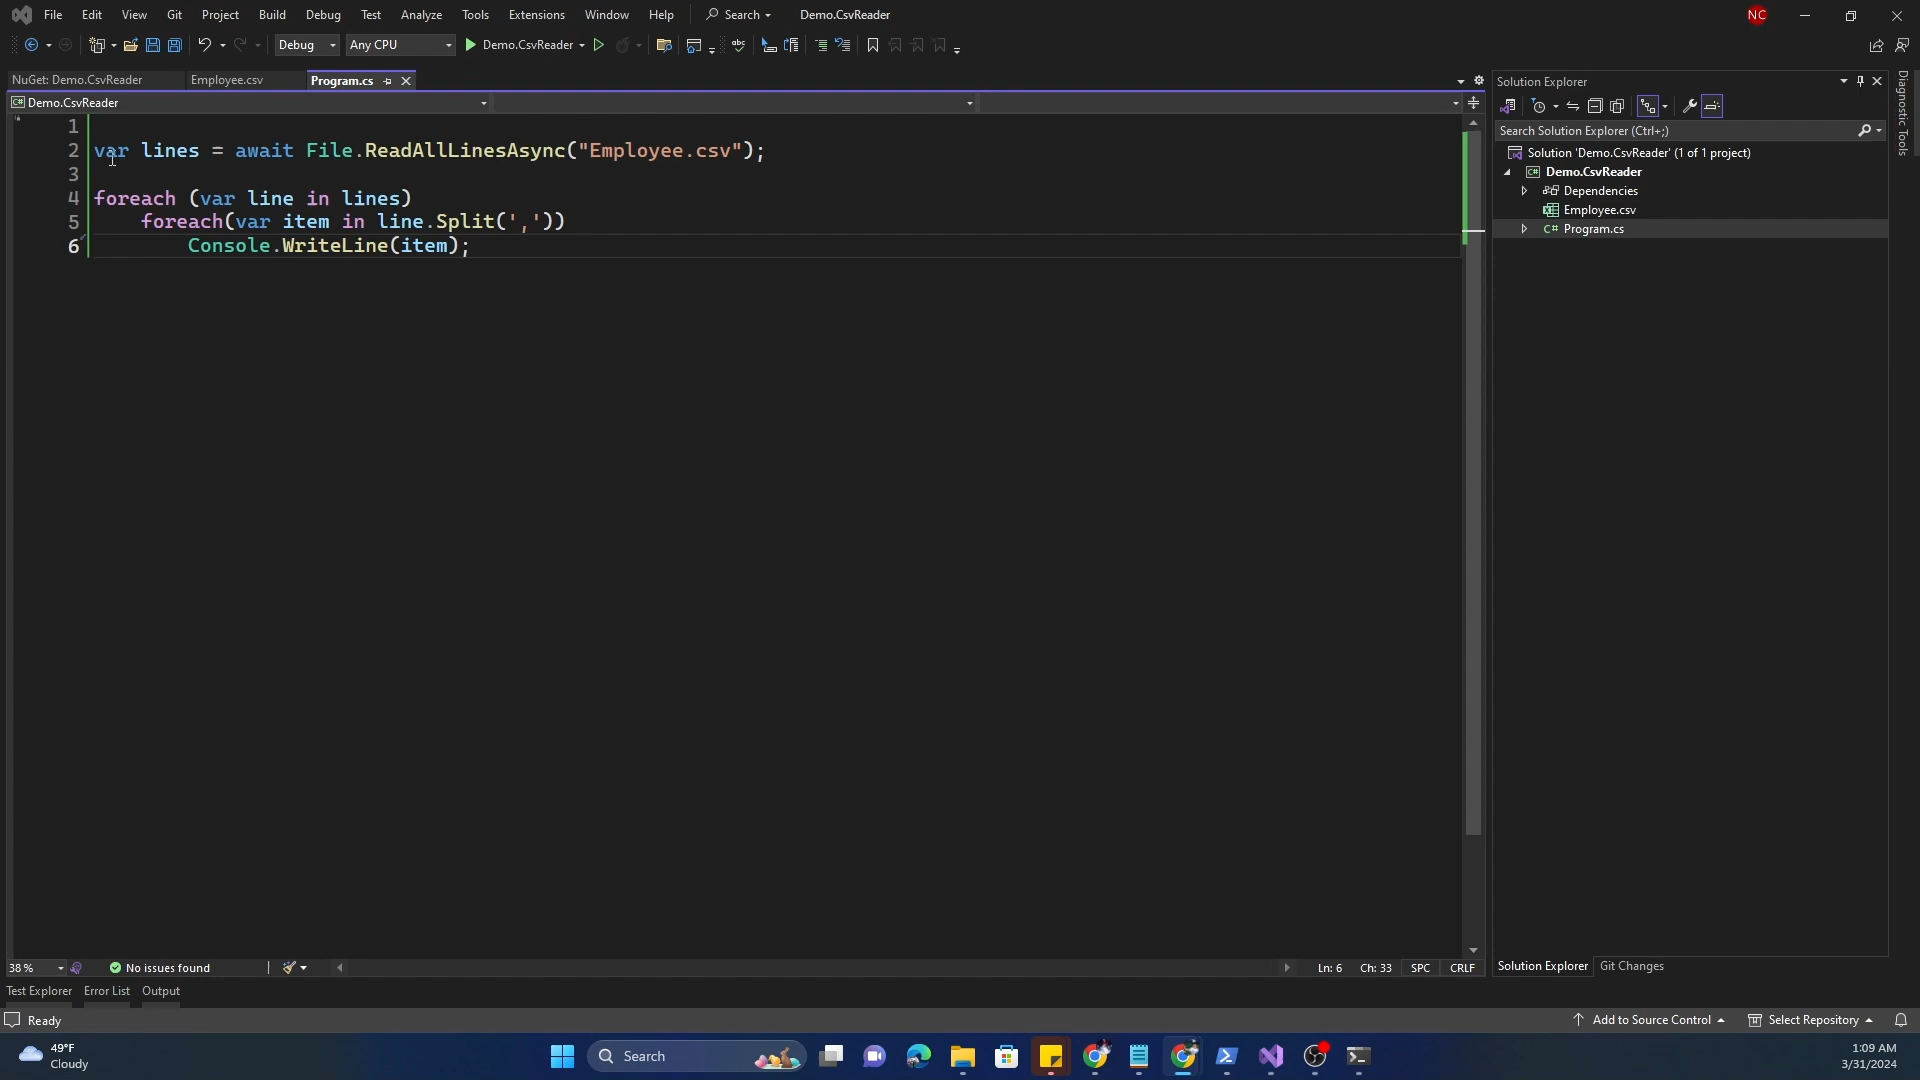 File Edit View Git Project Build Debug Test Analyze Tools Extensions Window Help Search Demo.CsvReader NC
Debug Any CPU Demo.CsvReader
NuGet: Demo.CsvReader Employee.csv Program.cs
Demo.CsvReader
1
2 var lines = await File.ReadAllLinesAsync("Employee.csv");
3
4 foreach (var line in lines)
5 foreach(var item in line.Split(','))
6 Console.WriteLine(item);
Solution Explorer
Search Solution Explorer (Ctrl+;)
Solution 'Demo.CsvReader' (1 of 1 project)
C# Demo.CsvReader
Dependencies
Employee.csv
C# Program.cs
Diagnostic Tools
38 % No issues found Ln: 6 Ch: 33 SPC CRLF
Solution Explorer Git Changes
Test Explorer Error List Output
Ready Add to Source Control Select Repository
49°F
Cloudy
Search
1:09 AM
3/31/2024